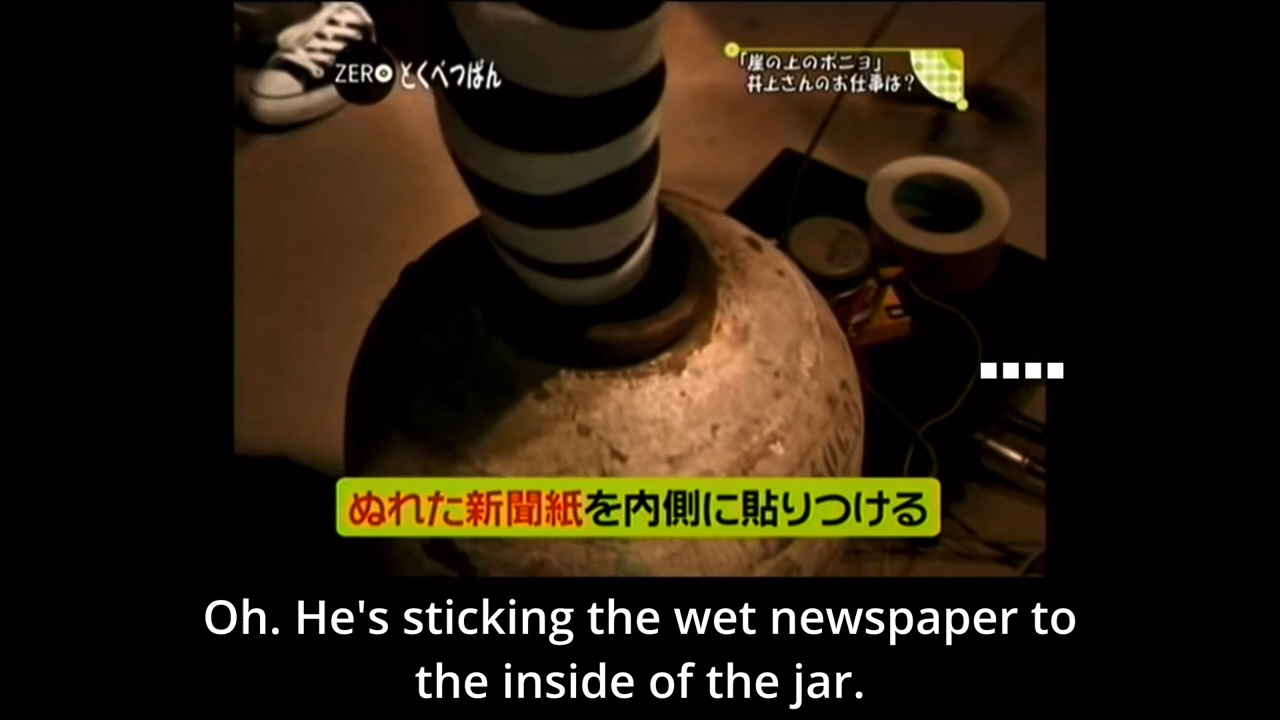 ZERO とくべつばん
「崖の上のポニョ」
井上さんのお仕事は?
ぬれた新聞紙を内側に貼りつける
Oh. He's sticking the wet newspaper to
the inside of the jar.